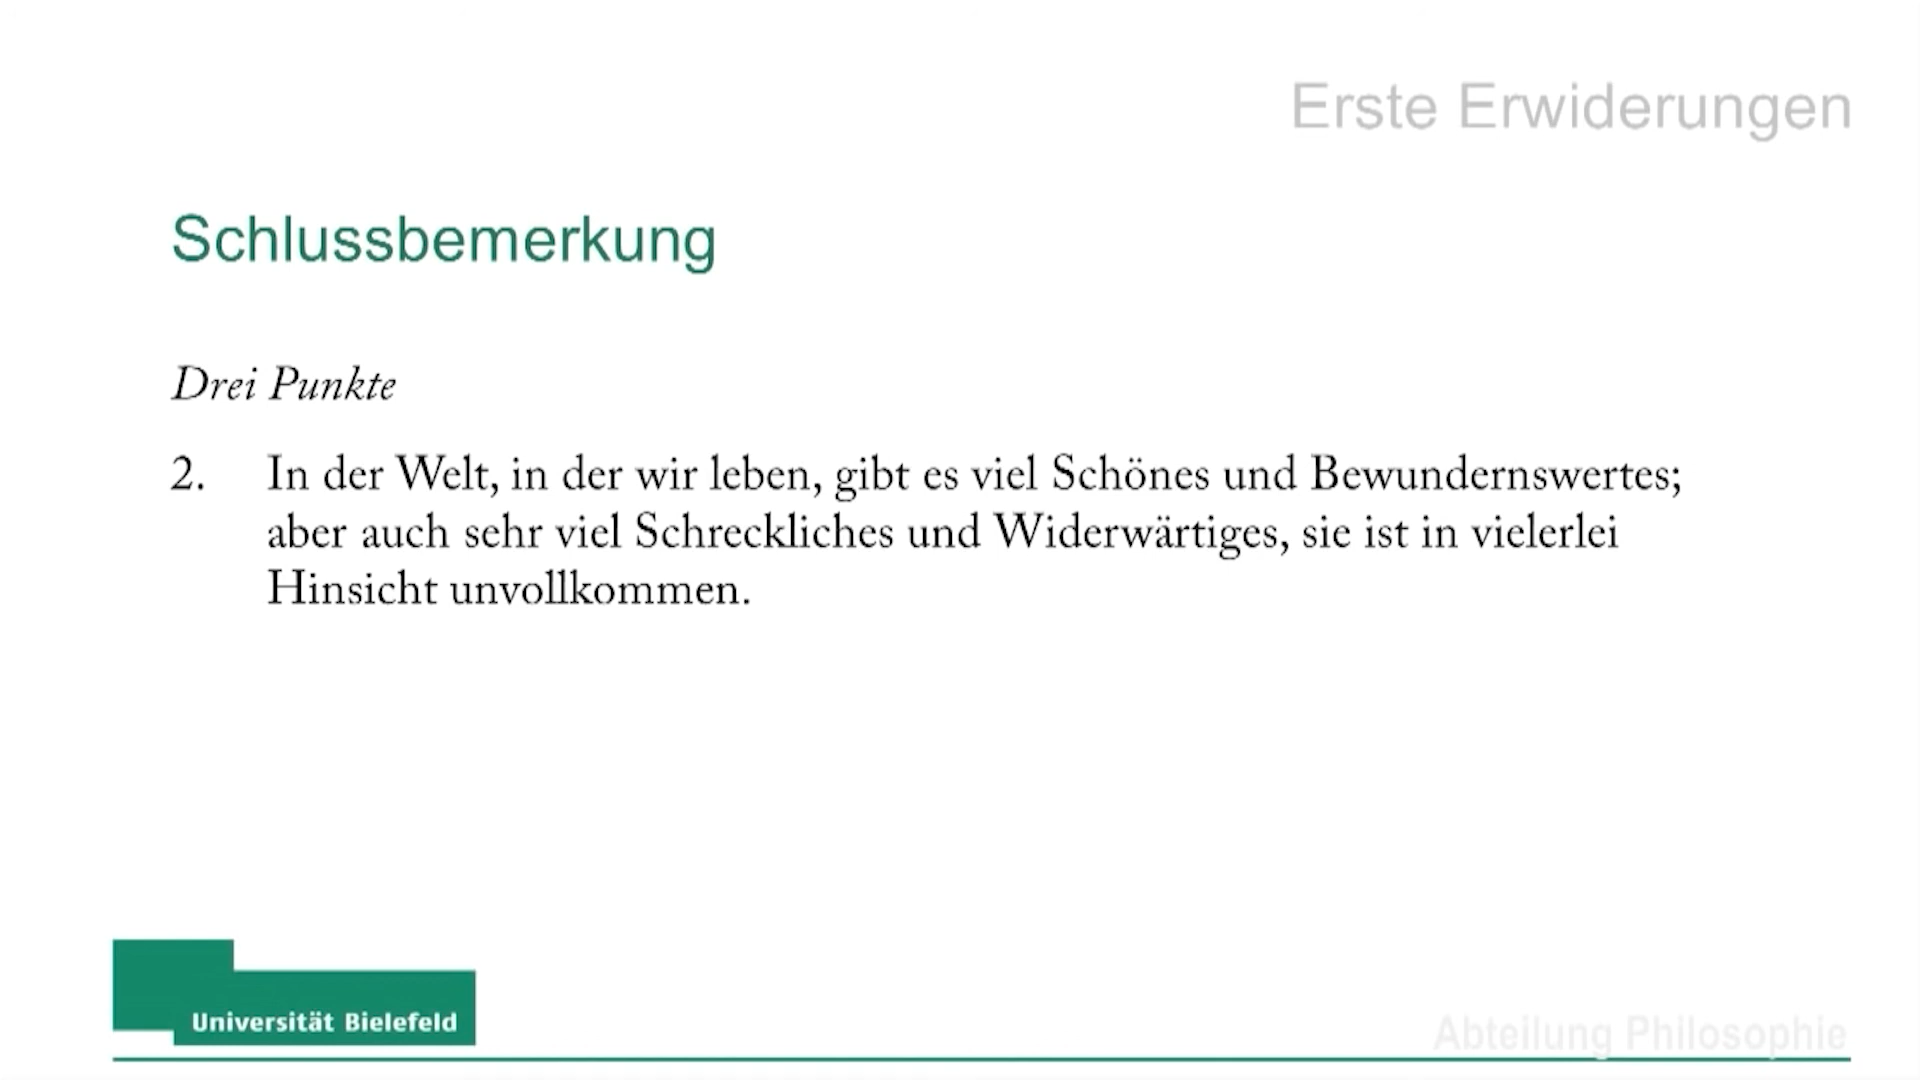 Erste Erwiderungen
Schlussbemerkung
Drei Punkte
2. In der Welt, in der wir leben, gibt es viel Schönes und Bewundernswertes;
aber auch sehr viel Schreckliches und Widerwärtiges, sie ist in vielerlei
Hinsicht unvollkommen.
Universität Bielefeld
Abteilung Philosophie